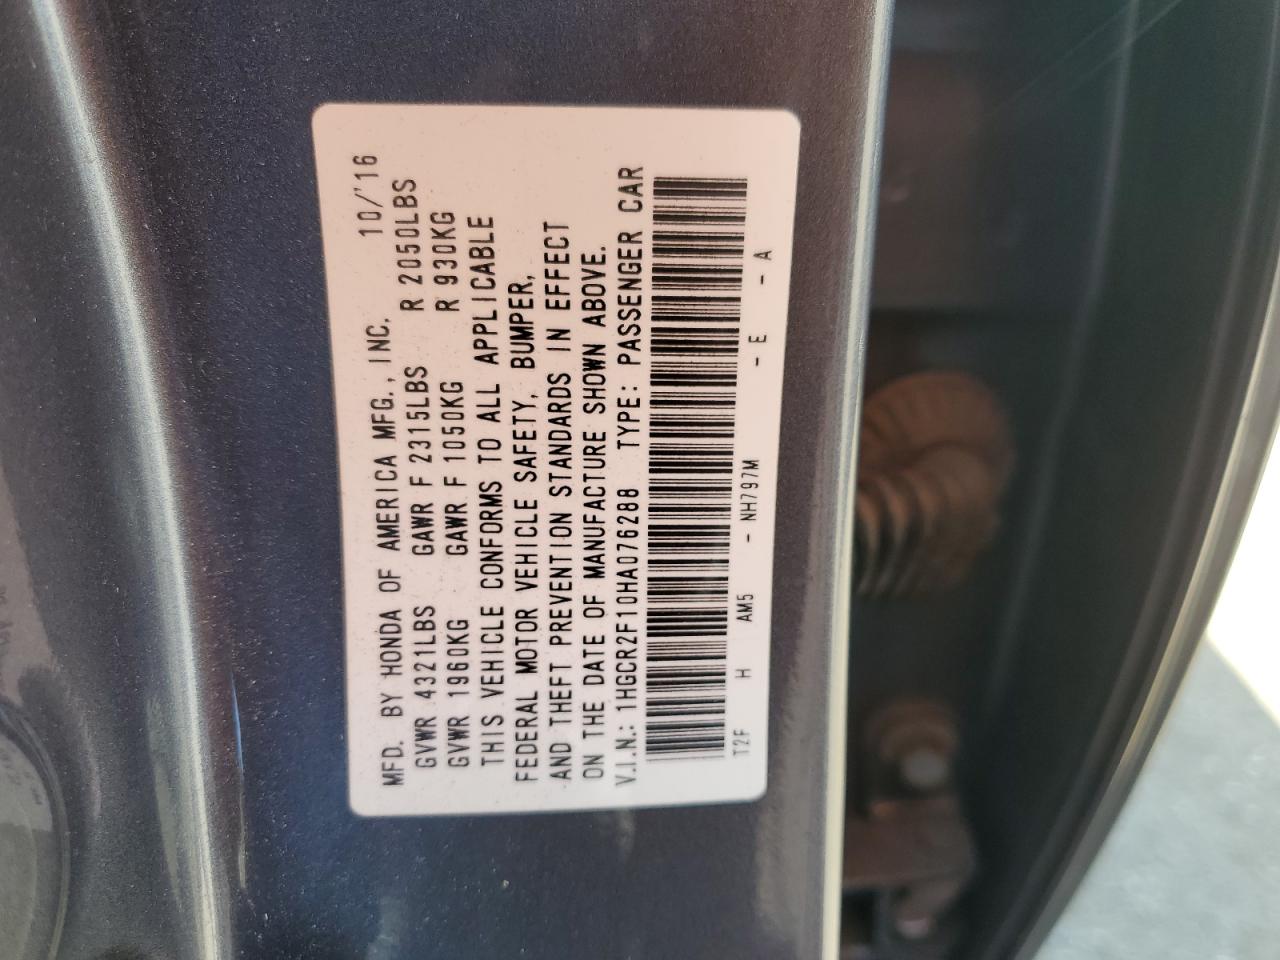 MFD. BY HONDA OF AMERICA MFG., INC. 10/'16
GVWR 4321LBS GAWR F 2315LBS R 2050LBS
GVWR 1960KG GAWR F 1050KG R 930KG
THIS VEHICLE CONFORMS TO ALL APPLICABLE
FEDERAL MOTOR VEHICLE SAFETY, BUMPER,
AND THEFT PREVENTION STANDARDS IN EFFECT
ON THE DATE OF MANUFACTURE SHOWN ABOVE.
V.I.N.: 1HGCR2F10HA076288 TYPE: PASSENGER CAR
T2F H AM5 - NH797M - E - A